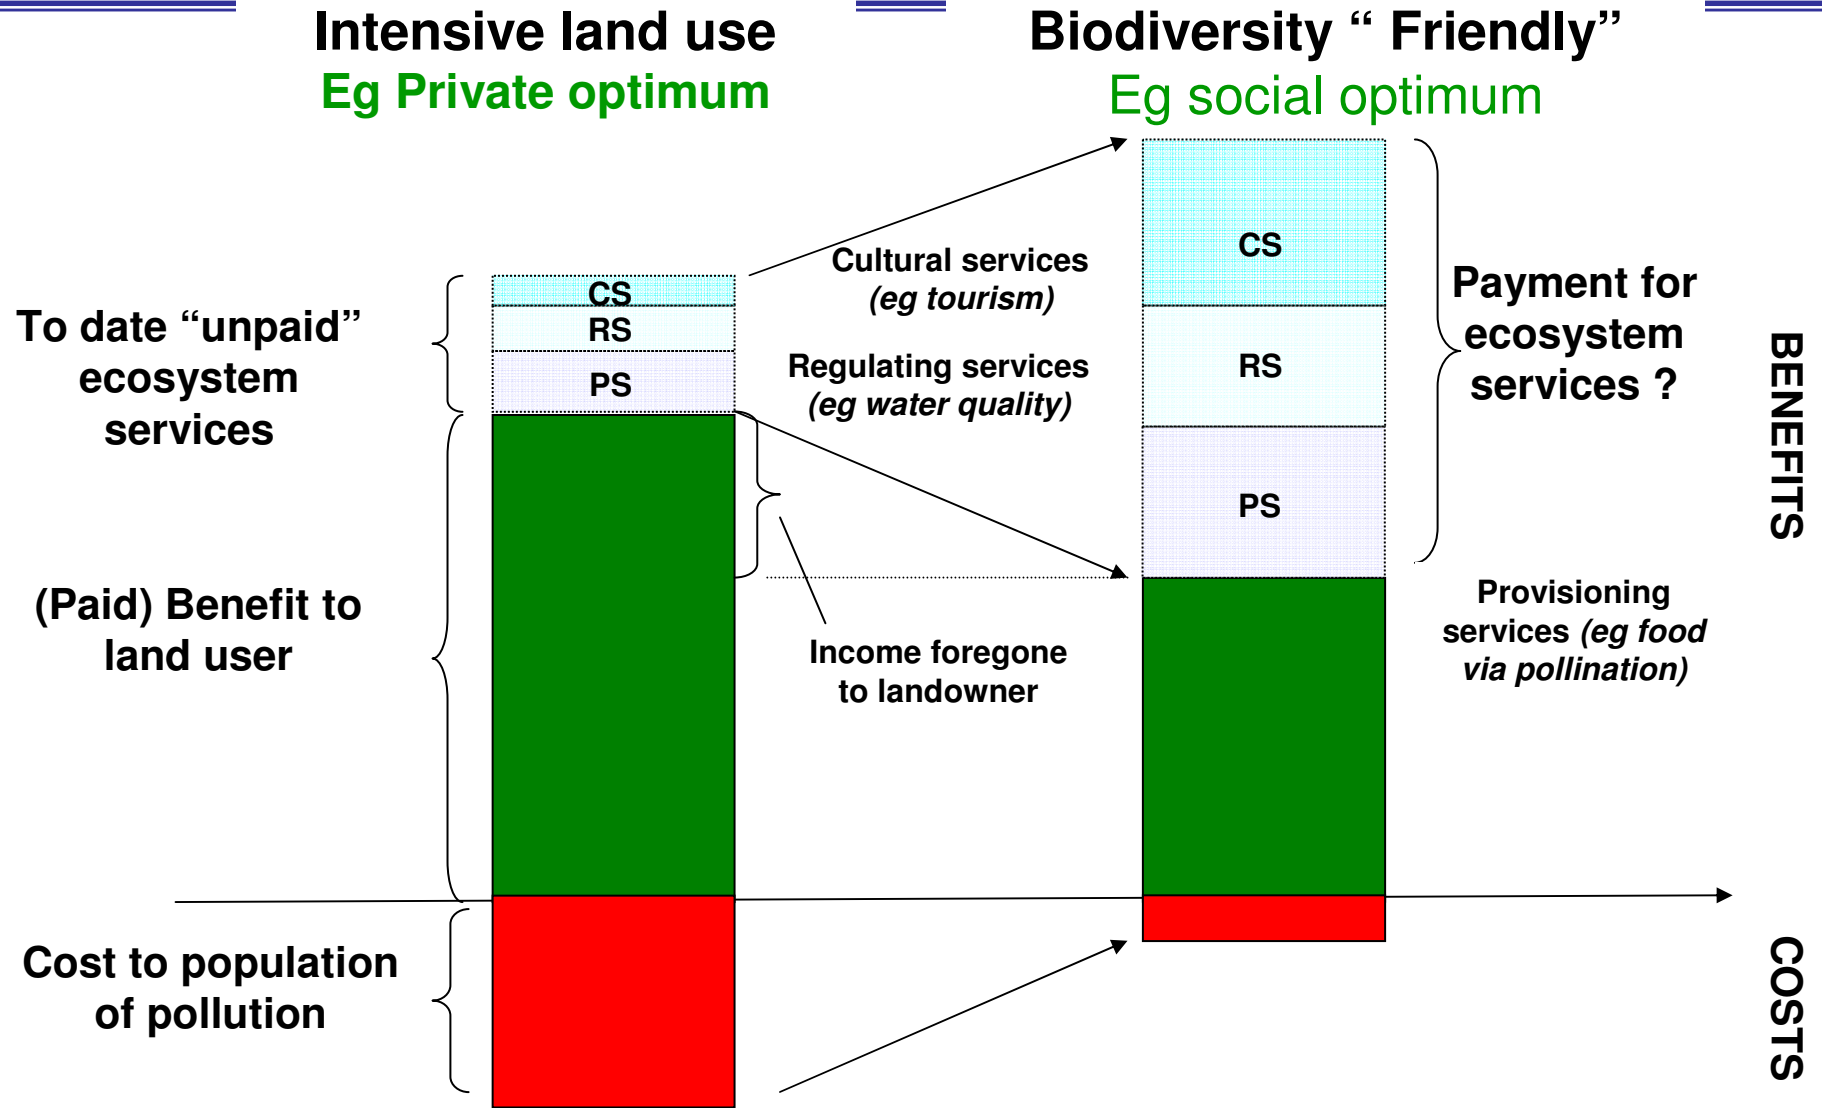 Intensive land use
Eg Private optimum
Biodiversity “ Friendly”
Eg social optimum
To date “unpaid”
ecosystem
services
(Paid) Benefit to
land user
Cost to population
of pollution
CS
RS
PS
Cultural services
(eg tourism)
Regulating services
(eg water quality)
Income foregone
to landowner
CS
RS
PS
Payment for
ecosystem
services ?
Provisioning
services (eg food
via pollination)
BENEFITS
COSTS